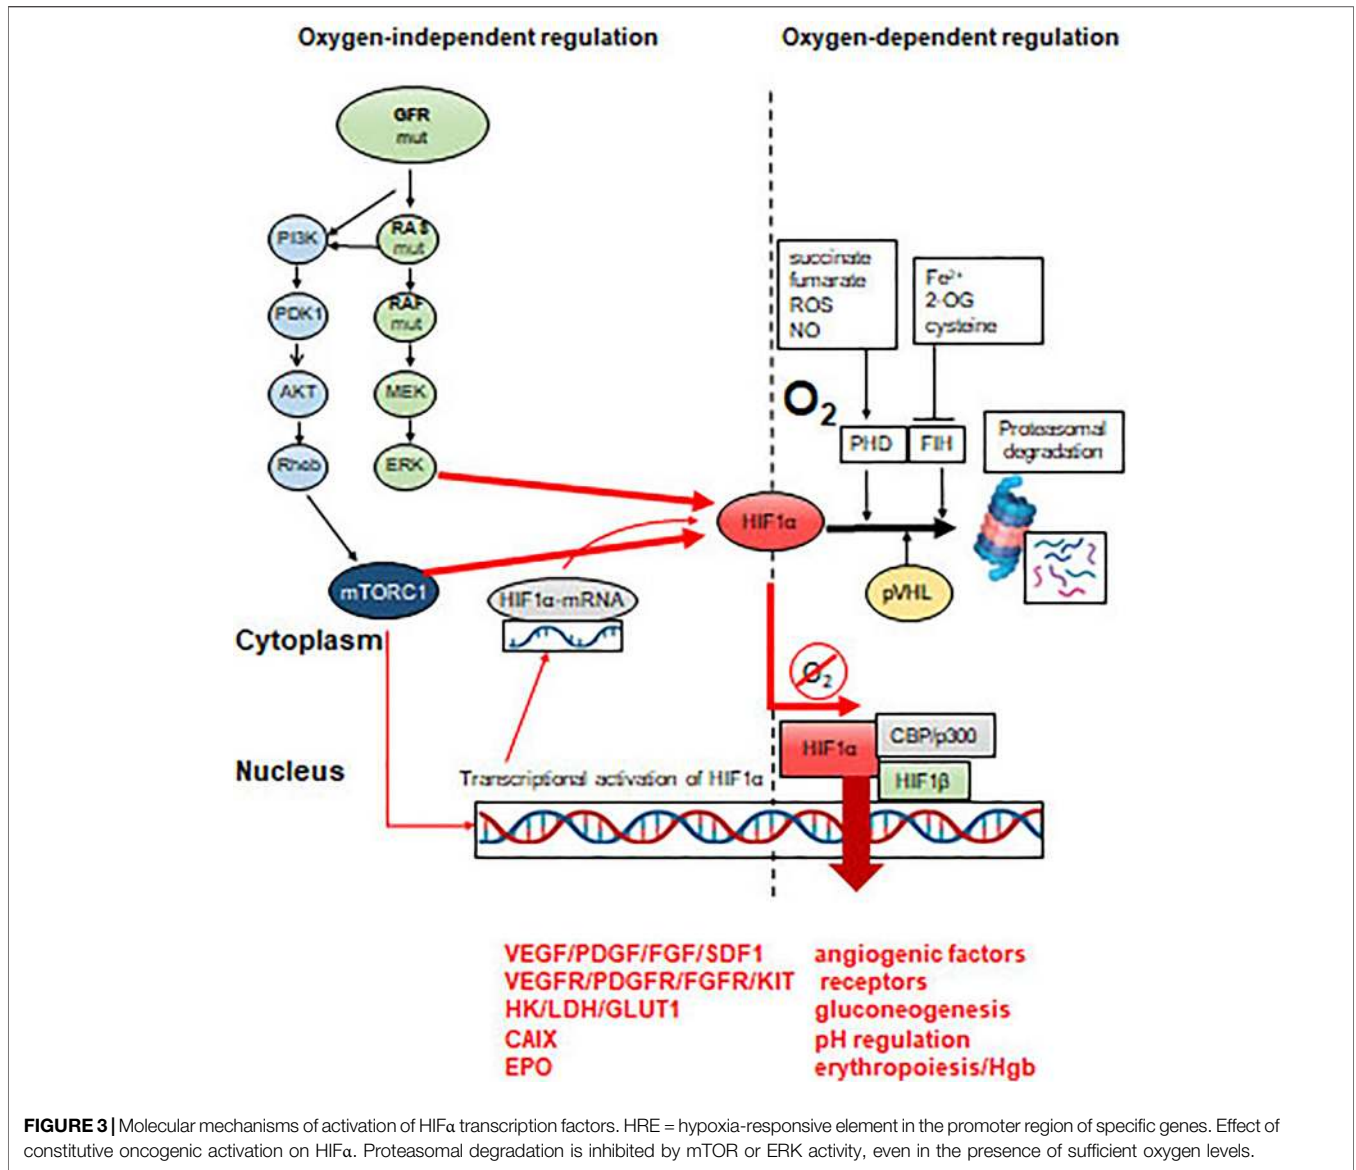 Oxygen-independent regulation
Oxygen-dependent regulation
GFR
mut
PI3K
RAS
mut
PDK1
RAF
mut
AKT
MEK
Rheb
ERK
mTORC1
HIF1α-mRNA
HIF1α
succinate
fumarate
ROS
NO
Fe²⁺
2-OG
cysteine
O₂
PHD
FIH
Proteasomal
degradation
pVHL
Cytoplasm
O₂
Nucleus
Transcriptional activation of HIF1α
HIF1α
CBP/p300
HIF1β
VEGF/PDGF/FGF/SDF1 angiogenic factors
VEGFR/PDGFR/FGFR/KIT receptors
HK/LDH/GLUT1 gluconeogenesis
CAIX pH regulation
EPO erythropoiesis/Hgb
FIGURE 3 | Molecular mechanisms of activation of HIFα transcription factors. HRE = hypoxia-responsive element in the promoter region of specific genes. Effect of
constitutive oncogenic activation on HIFα. Proteasomal degradation is inhibited by mTOR or ERK activity, even in the presence of sufficient oxygen levels.